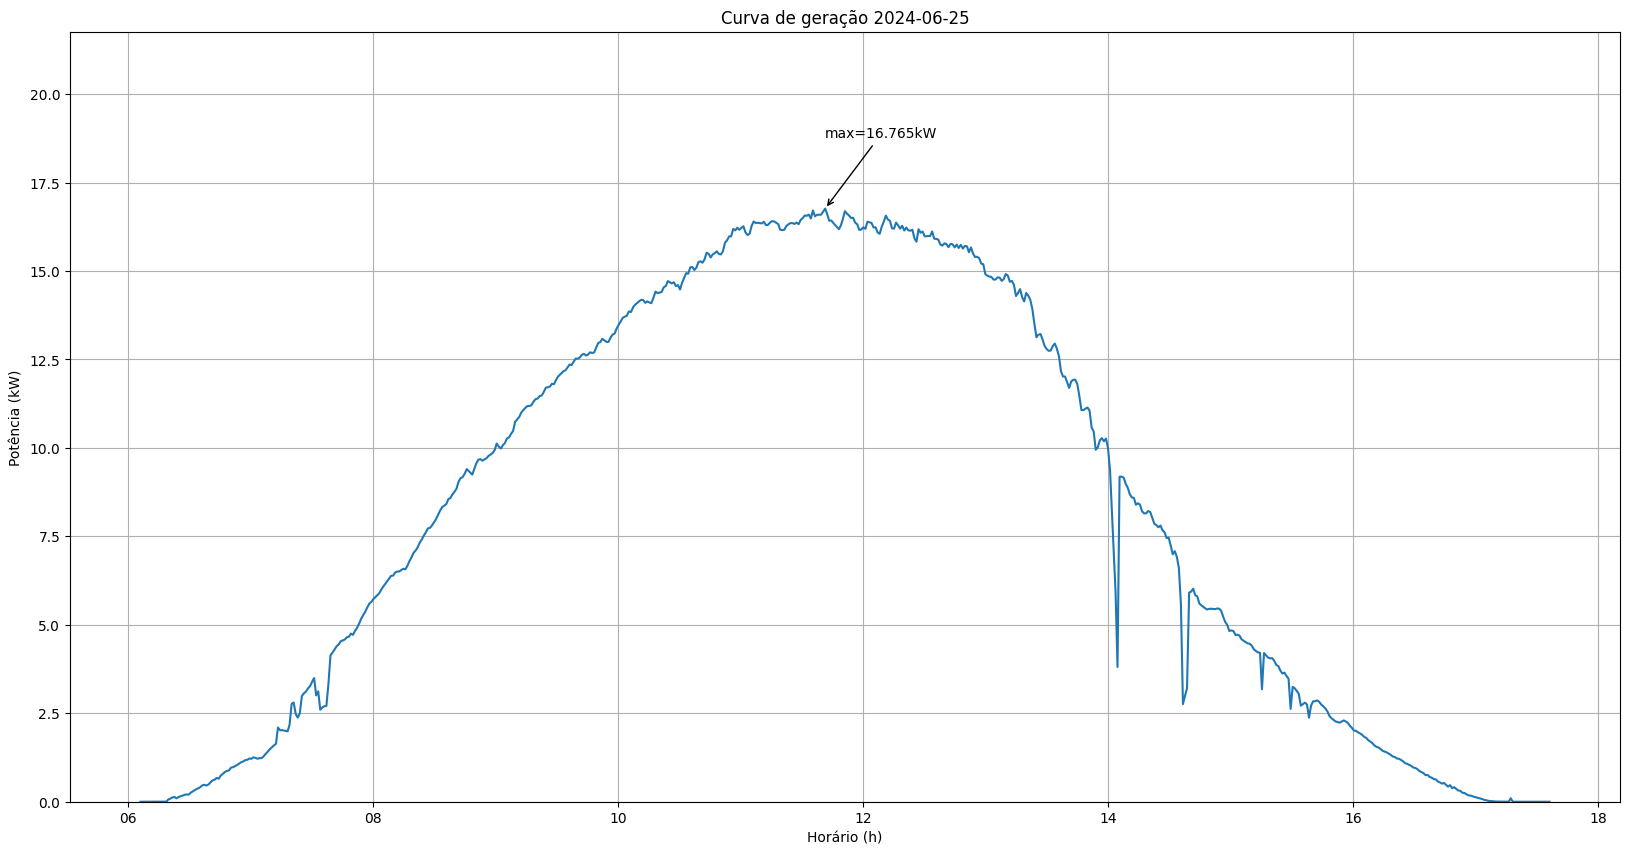 Curva de geração 2024-06-25
20.0
max=16.765kW
17.5
15.0
12.5
Potência (kW)
10.0
7.5
5.0
2.5
0.0
06 08 10 12 14 16 18
Horário (h)